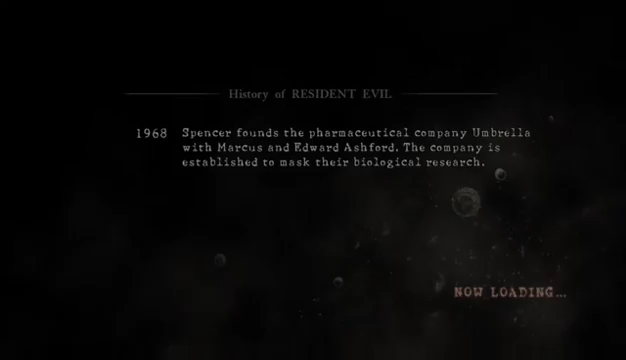 History of RESIDENT EVIL
1968 Spencer founds the pharmaceutical company Umbrella
with Marcus and Edward Ashford. The company is
established to mask their biological research.
NOW LOADING...